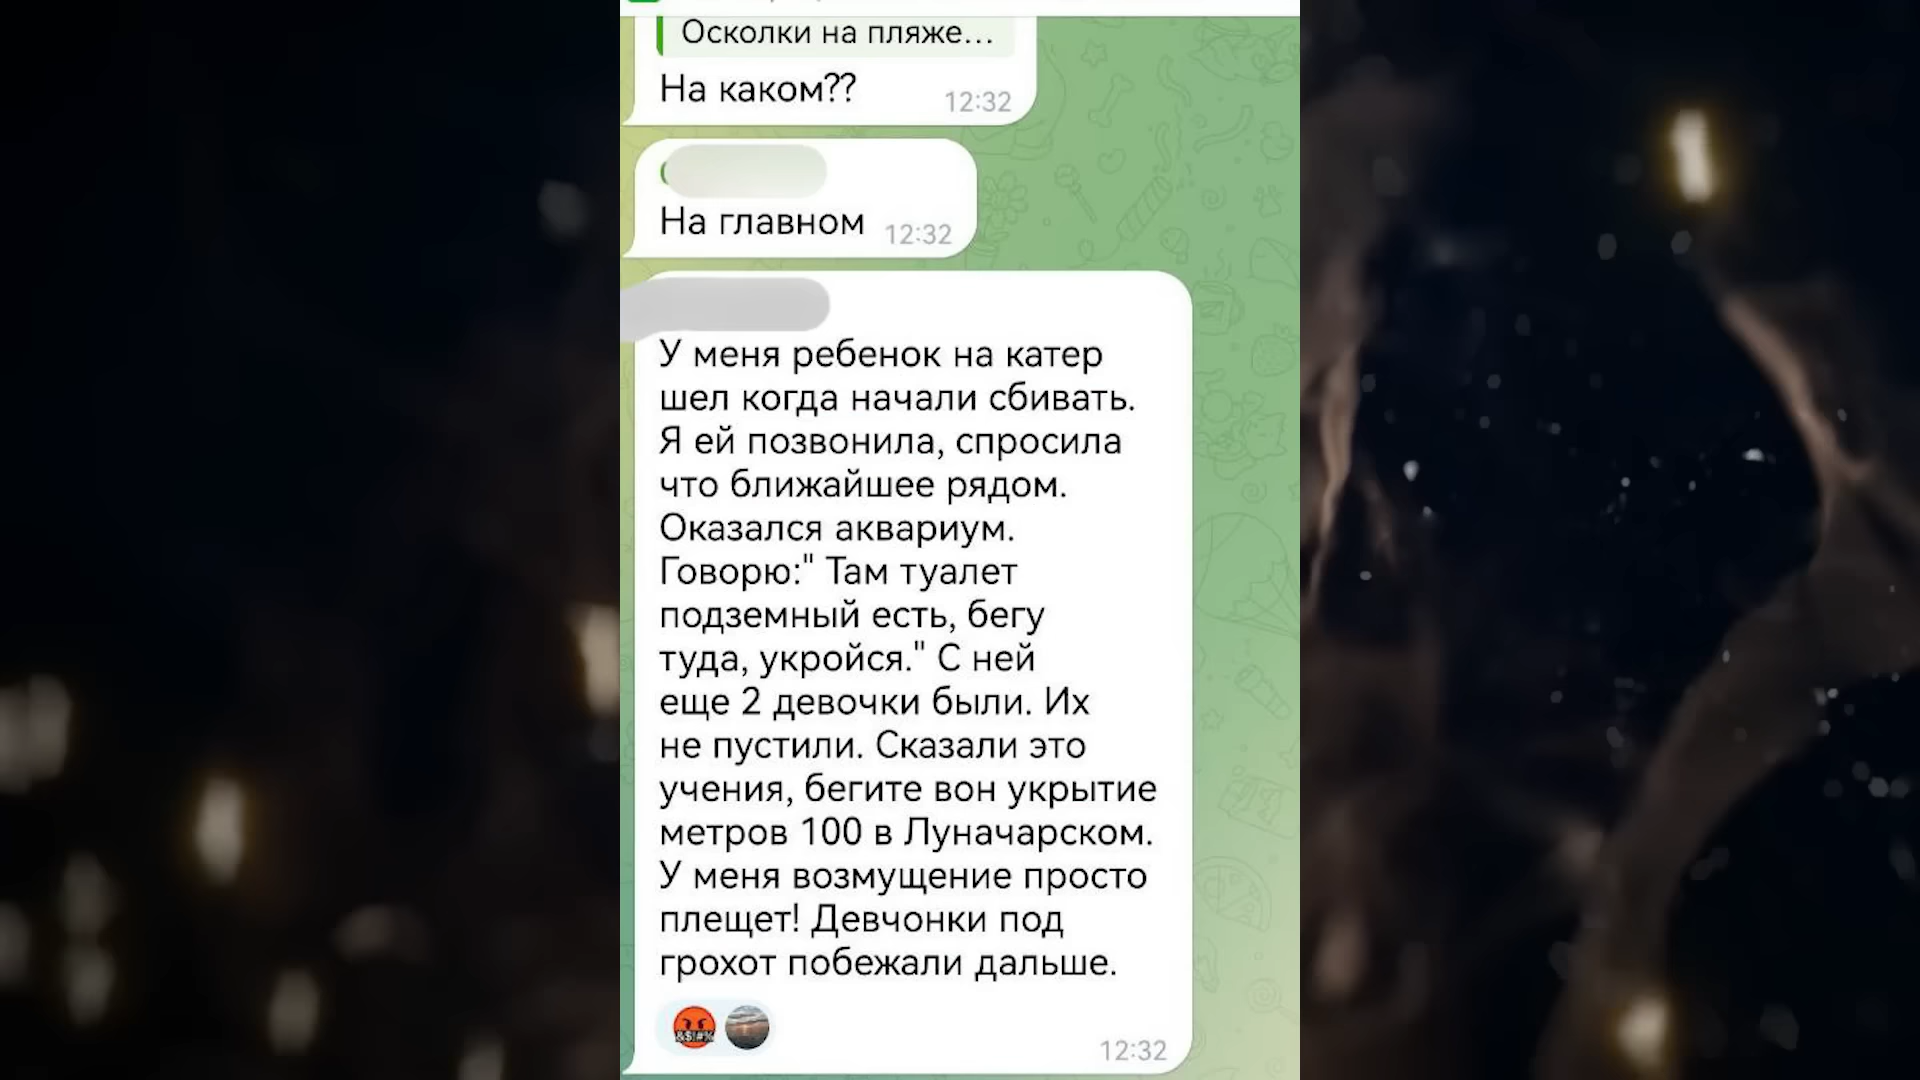 Осколки на пляже...
На каком??
12:32
На главном
12:32
У меня ребенок на катер
шел когда начали сбивать.
Я ей позвонила, спросила
что ближайшее рядом.
Оказался аквариум.
Говорю:" Там туалет
подземный есть, бегу
туда, укройся." С ней
еще 2 девочки были. Их
не пустили. Сказали это
учения, бегите вон укрытие
метров 100 в Луначарском.
У меня возмущение просто
плещет! Девчонки под
грохот побежали дальше.
12:32